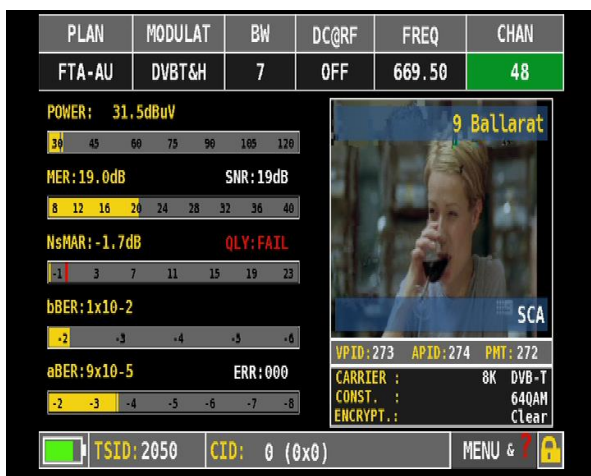 PLAN MODULAT BW DC@RF FREQ CHAN
FTA-AU DVBT&H 7 OFF 669.50 48
POWER: 31.5dBuV
30 45 60 75 90 105 120
MER:19.0dB SNR:19dB
8 12 16 20 24 28 32 36 40
NsMAR:-1.7dB QLY:FAIL
-1 3 7 11 15 19 23
bBER:1x10-2
-2 -3 -4 -5 -6
aBER:9x10-5 ERR:000
-2 -3 -4 -5 -6 -7 -8
9 Ballarat
SCA
VPID:273 APID:274 PMT:272
CARRIER : 8K DVB-T
CONST. : 64QAM
ENCRYPT.: Clear
TSID:2050 CID: 0 (0x0) MENU & ?